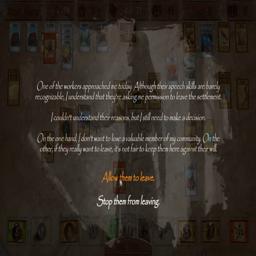 One of the workers approached me today. Although their speech skills are barely
recognizable, I understand that they're asking me permission to leave the settlement.
I couldn't understand their reasons, but I still need to make a decision.
On the one hand, I don't want to lose a valuable member of my community. On the
other, if they really want to leave, it's not fair to keep them here against their will.
Allow them to leave.
Stop them from leaving.